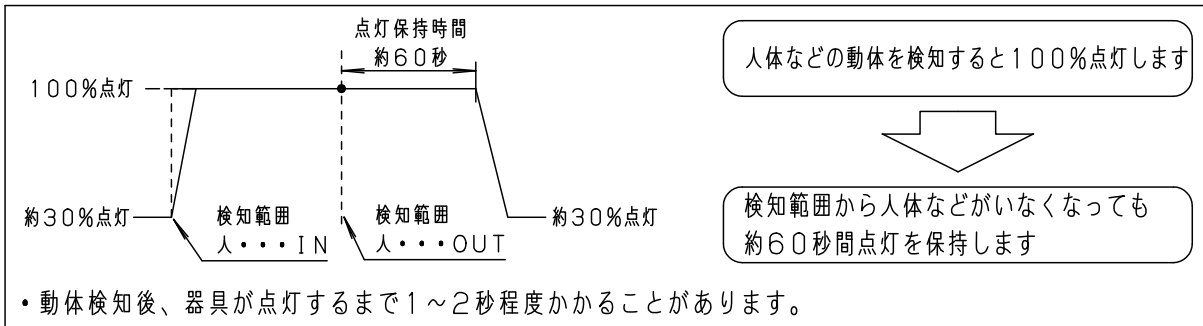 点灯保持時間
約60秒
100%点灯
約30%点灯
検知範囲
人・・・IN
検知範囲
人・・・OUT
約30%点灯
人体などの動体を検知すると100%点灯します
検知範囲から人体などがいなくなっても
約60秒間点灯を保持します
・動体検知後、器具が点灯するまで1～2秒程度かかることがあります。